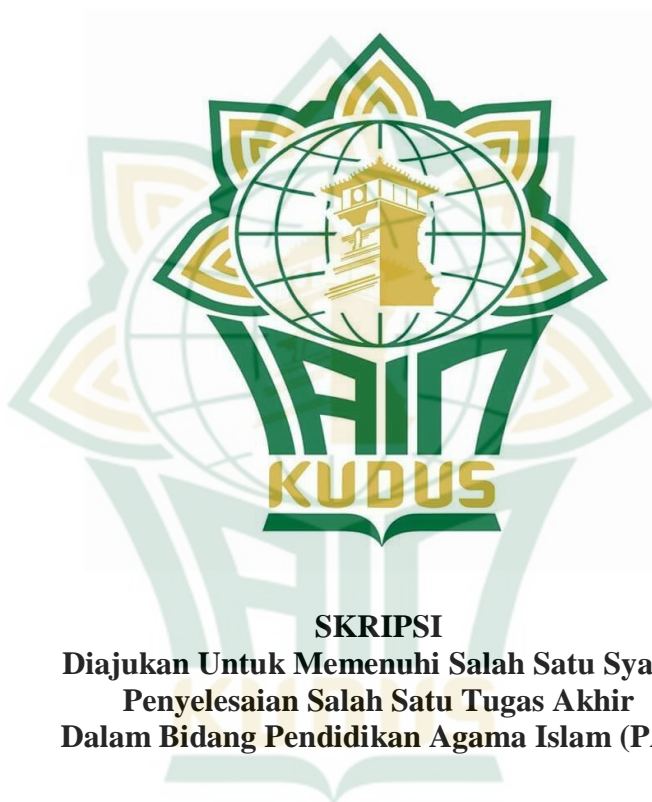 IAIN
KUDUS
SKRIPSI
Diajukan Untuk Memenuhi Salah Satu
Penyelesaian Salah Satu Tugas Akhir
Dalam Bidang Pendidikan Agama Islam